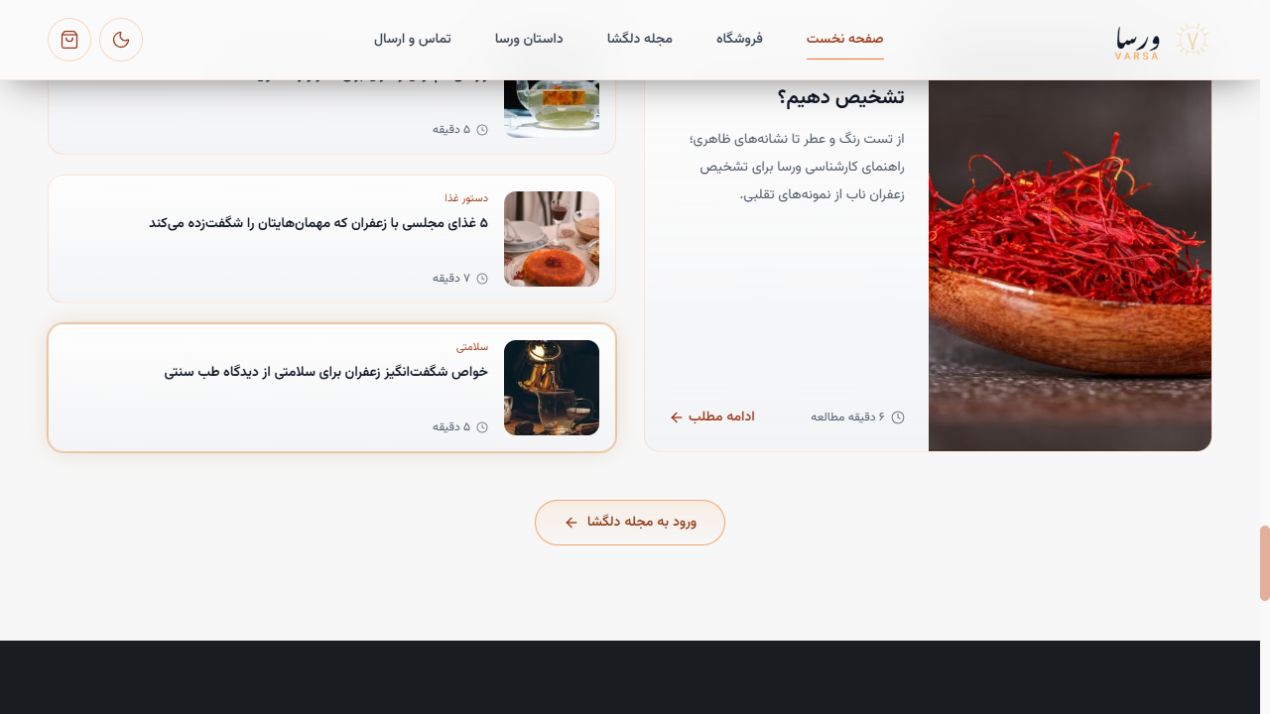 ورسا
VARSA
صفحه نخست
فروشگاه
مجله دلگشا
داستان ورسا
تماس و ارسال
تشخیص دهیم؟
از تست رنگ و عطر تا نشانه‌های ظاهری؛
راهنمای کارشناسی ورسا برای تشخیص
زعفران ناب از نمونه‌های تقلبی.
۶ دقیقه مطالعه
ادامه مطلب
۵ دقیقه
دستور غذا
۵ غذای مجلسی با زعفران که مهمان‌هایتان را شگفت‌زده می‌کند
۷ دقیقه
سلامتی
خواص شگفت‌انگیز زعفران برای سلامتی از دیدگاه طب سنتی
۵ دقیقه
ورود به مجله دلگشا